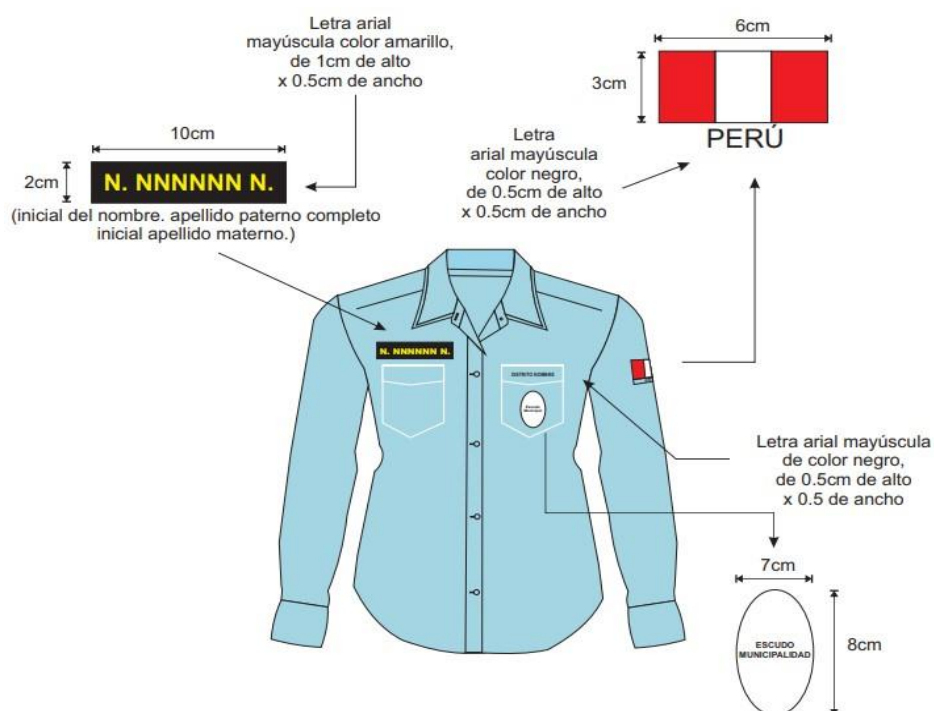 Letra arial
mayúscula color amarillo,
de 1cm de alto
x 0.5cm de ancho
10cm
2cm
N. NNNNNN N.
(inicial del nombre. apellido paterno completo
inicial apellido materno.)
6cm
3cm
PERÚ
Letra
arial mayúscula
color negro,
de 0.5cm de alto
x 0.5cm de ancho
N. NNNNNN N.
DISTRITO NOMBRE
Escudo
Municipal
Letra arial mayúscula
de color negro,
de 0.5cm de alto
x 0.5 de ancho
7cm
8cm
ESCUDO
MUNICIPALIDAD